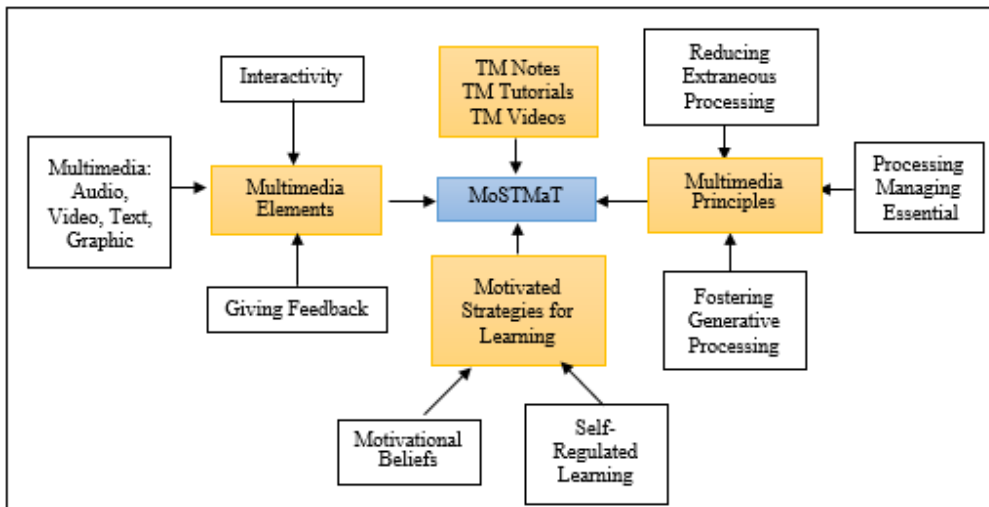 Interactivity
TM Notes
TM Tutorials
TM Videos
Reducing
Extraneous
Processing
Multimedia:
Audio,
Video, Text,
Graphic
Multimedia
Elements
MoSTMaT
Multimedia
Principles
Processing
Managing
Essential
Giving Feedback
Motivated
Strategies for
Learning
Fostering
Generative
Processing
Motivational
Beliefs
Self-
Regulated
Learning